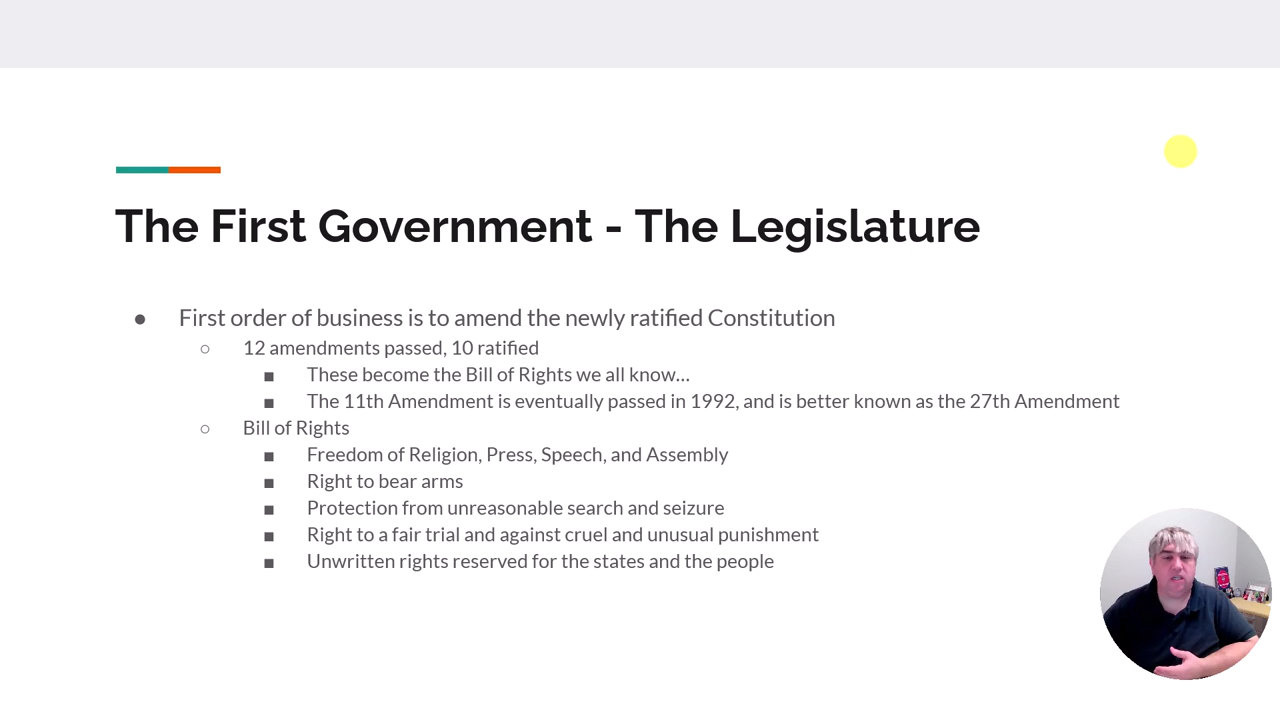 The First Government - The Legislature
● First order of business is to amend the newly ratified Constitution
○ 12 amendments passed, 10 ratified
■ These become the Bill of Rights we all know...
■ The 11th Amendment is eventually passed in 1992, and is better known as the 27th Amendment
○ Bill of Rights
■ Freedom of Religion, Press, Speech, and Assembly
■ Right to bear arms
■ Protection from unreasonable search and seizure
■ Right to a fair trial and against cruel and unusual punishment
■ Unwritten rights reserved for the states and the people